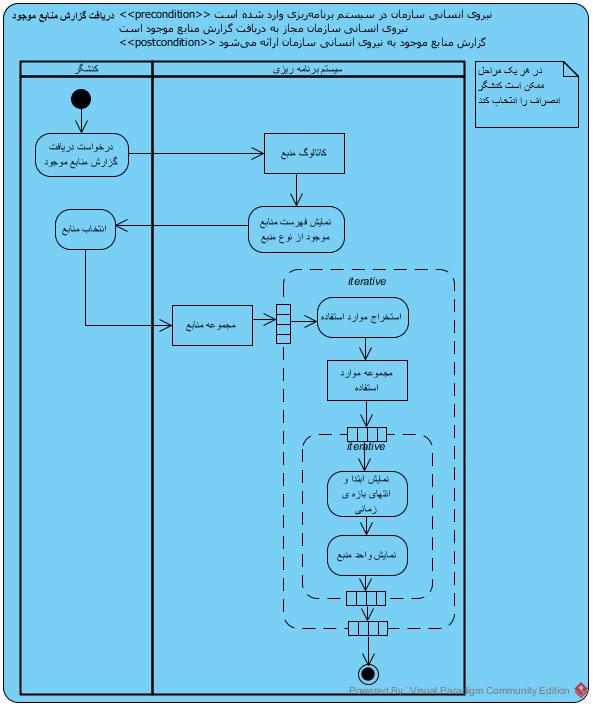 دریافت گزارش منابع موجود <<precondition>> نیروی انسانی سازمان در سیستم برنامه‌ریزی وارد شده است
نیروی انسانی سازمان مجاز به دریافت گزارش منابع موجود است
<<postcondition>> گزارش منابع موجود به نیروی انسانی سازمان ارائه می‌شود
کنشگر
سیستم برنامه ریزی
در هر یک مراحل
ممکن است کنشگر
انصراف را انتخاب کند
درخواست دریافت
گزارش منابع موجود
کاتالوگ منبع
نمایش فهرست منابع
موجود از نوع منبع
انتخاب منابع
iterative
مجموعه منابع
استخراج موارد استفاده
مجموعه موارد
استفاده
iterative
نمایش ابتدا و
انتهای بازه ی
زمانی
نمایش واحد منبع
Powered By Visual Paradigm Community Edition